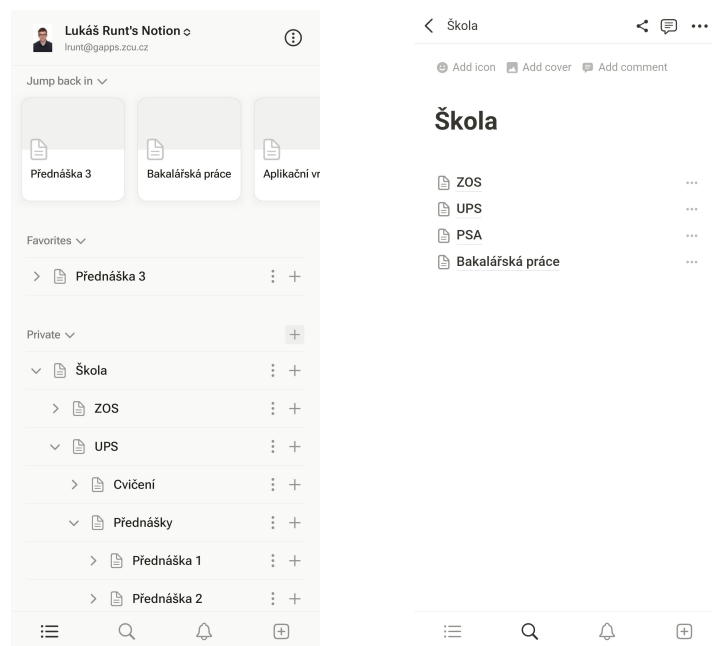 Lukáš Runt's Notion
lrunt@gapps.zcu.cz
Jump back in
Přednáška 3
Bakalářská práce
Aplikační vr
Favorites
Přednáška 3
Private
Škola
ZOS
UPS
Cvičení
Přednášky
Přednáška 1
Přednáška 2
Škola
Add icon Add cover Add comment
Škola
ZOS
UPS
PSA
Bakalářská práce